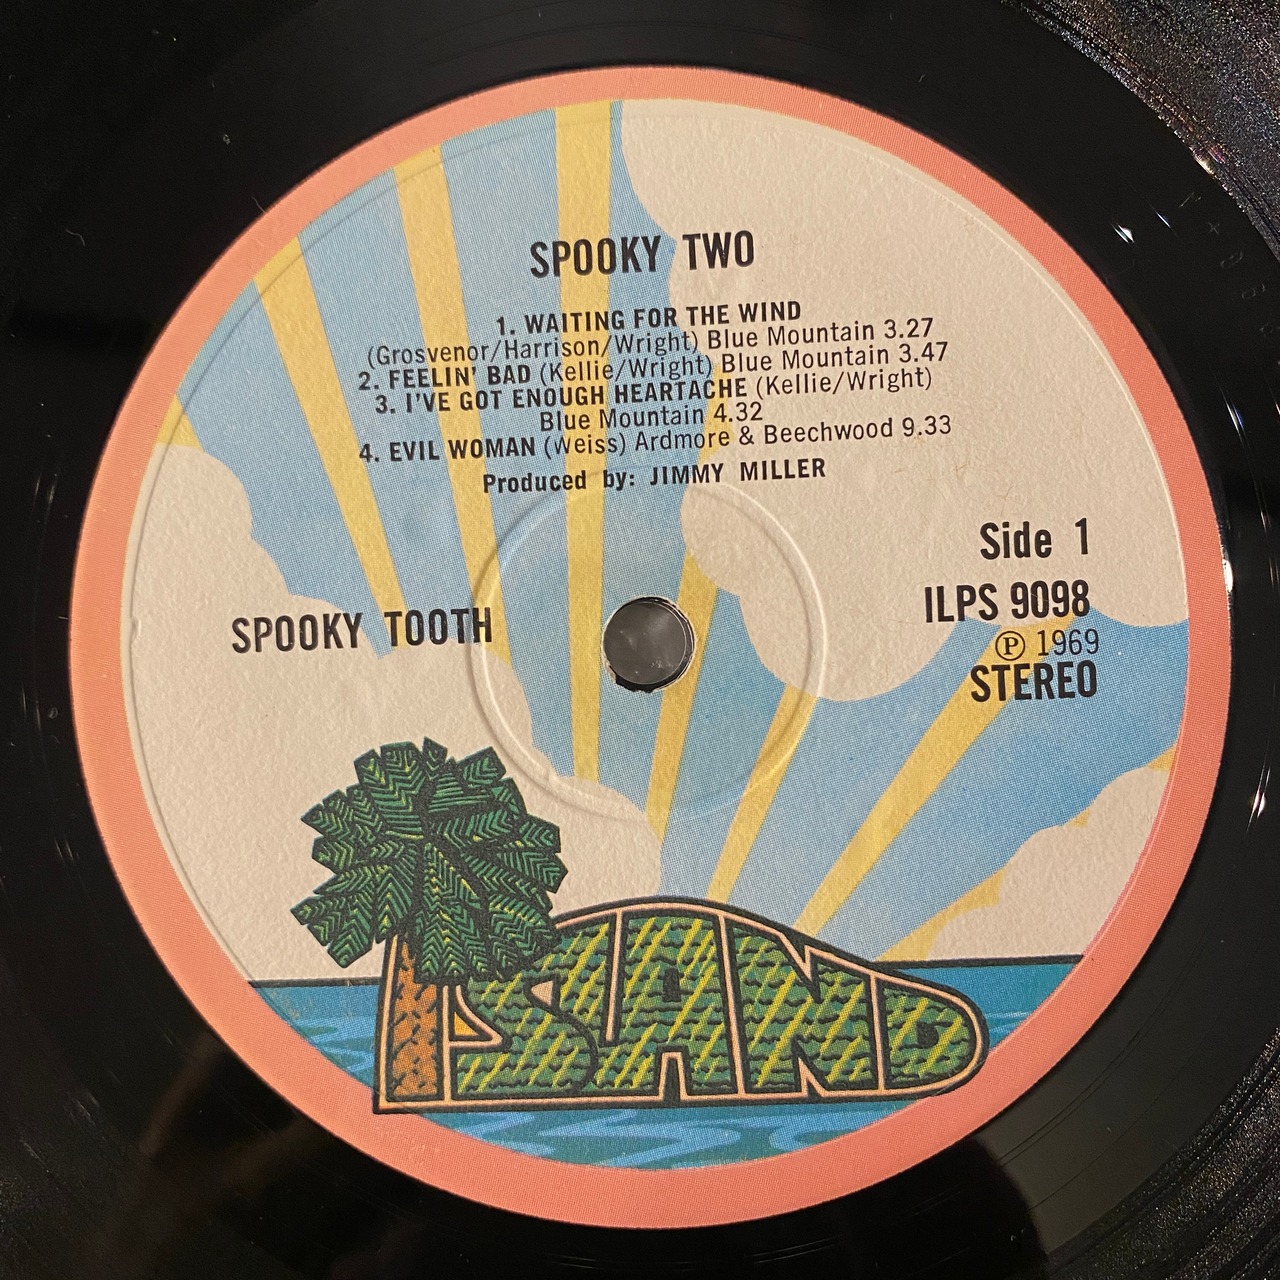 SPOOKY TWO
1. WAITING FOR THE WIND
(Grosvenor/Harrison/Wright) Blue Mountain 3.27
2. FEELIN' BAD (Kellie/Wright) Blue Mountain 3.47
3. I'VE GOT ENOUGH HEARTACHE (Kellie/Wright)
Blue Mountain 4.32
4. EVIL WOMAN (Weiss) Ardmore & Beechwood 9.33
Produced by: JIMMY MILLER
Side 1
ILPS 9098
Ⓟ 1969
STEREO
SPOOKY TOOTH
ISLAND